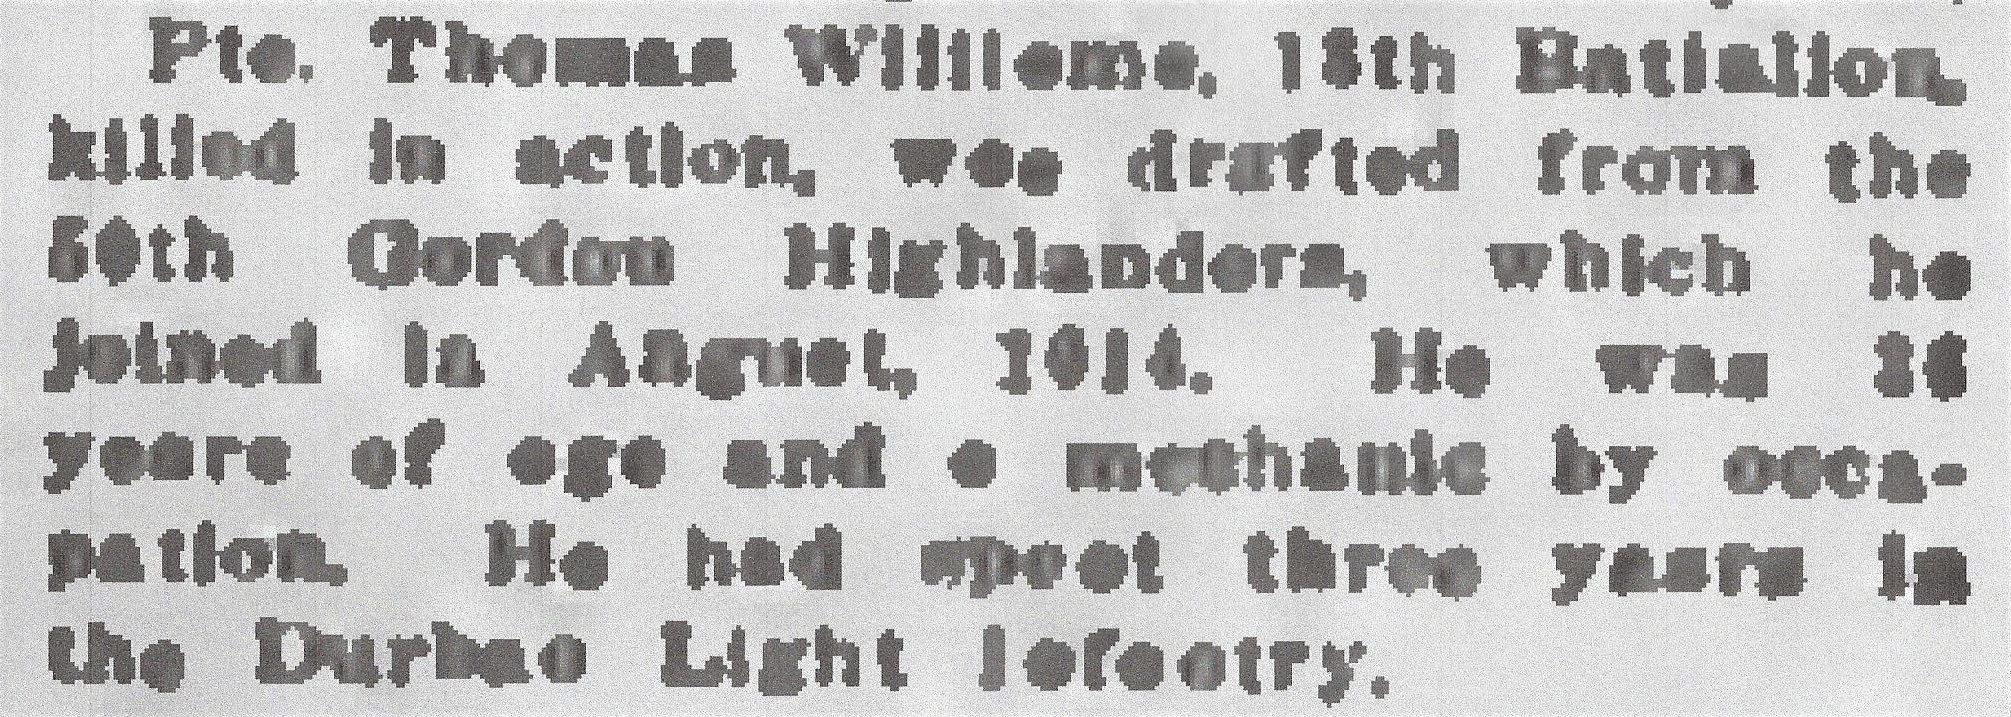 Pte. Thomas Williams, 18th Battalion,
killed in action, was drafted from the
50th Gordon Highlanders, which he
joined in August, 1914. He was
years of age and a mechanic by occu-
pation. He had spent three years in
the Durham Light Infantry.